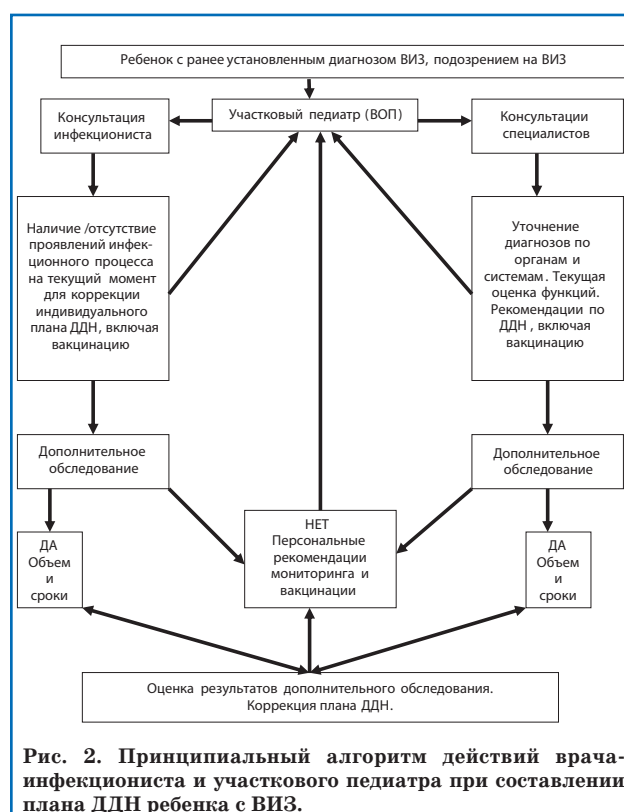 Ребенок с ранее установленным диагнозом ВИЗ, подозрением на ВИЗ
Консультация
инфекциониста
Участковый педиатр (ВОП)
Консультации
специалистов
Наличие /отсутствие
проявлений инфек-
ционного процесса
на текущий момент
для коррекции
индивидуального
плана ДДН, включая
вакцинацию
Уточнение
диагнозов по
органам и
системам. Текущая
оценка функций.
Рекомендации по
ДДН , включая
вакцинацию
Дополнительное
обследование
Дополнительное
обследование
ДА
Объем
и
сроки
НЕТ
Персональные
рекомендации
мониторинга и
вакцинации
ДА
Объем
и
сроки
Оценка результатов дополнительного обследования.
Коррекция плана ДДН.
Рис. 2. Принципиальный алгоритм действий врача-
инфекциониста и участкового педиатра при составлении
плана ДДН ребенка с ВИЗ.